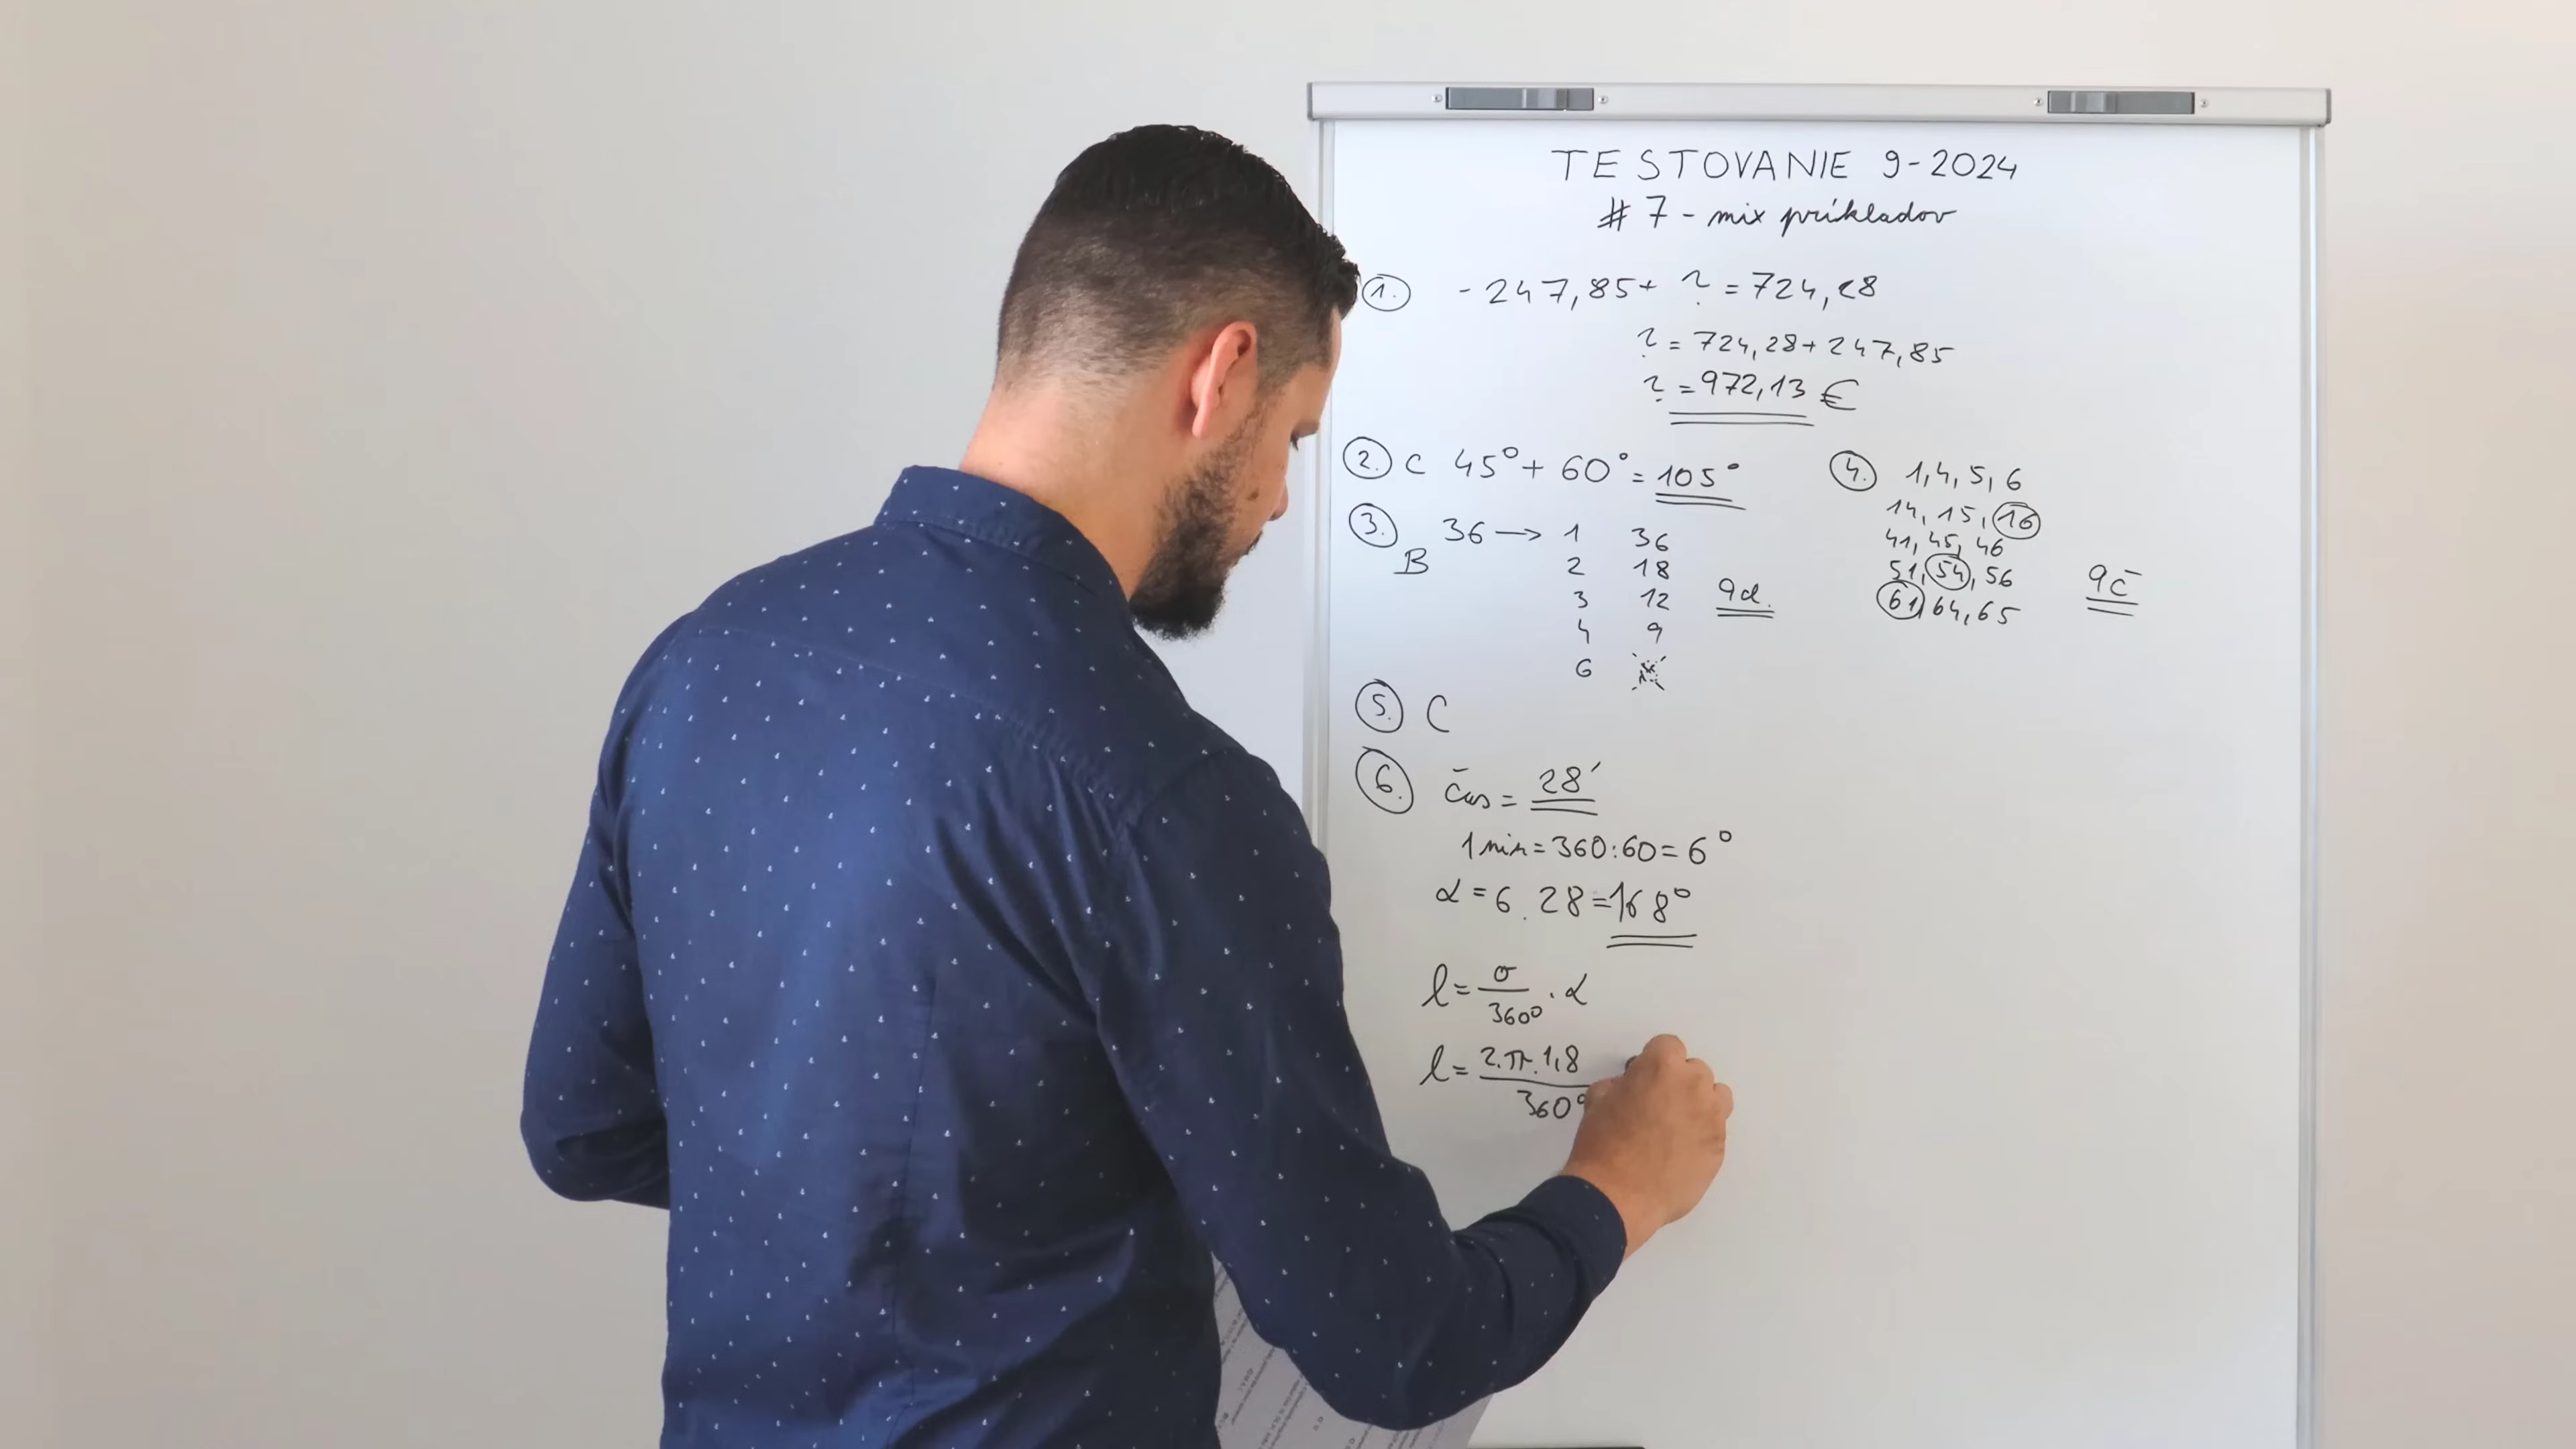 TESTOVANIE 9-2024
# 7 - mix príkladov
1. -247,85+ ? = 724,28
? = 724,28+247,85
? = 972,13 €
2. C 45° + 60° = 105°
3. B 36 → 1 36
2 18
3 12
4 9
6
9d.
4. 1,4,5,6
14,15,16
41,45,46
51,54,56
61,64,65
9č
5. C
6. čas = 28´
1 min = 360:60 = 6°
α = 6 . 28 = 168°
l = o/360° . α
l = 2.π.1,8/360°